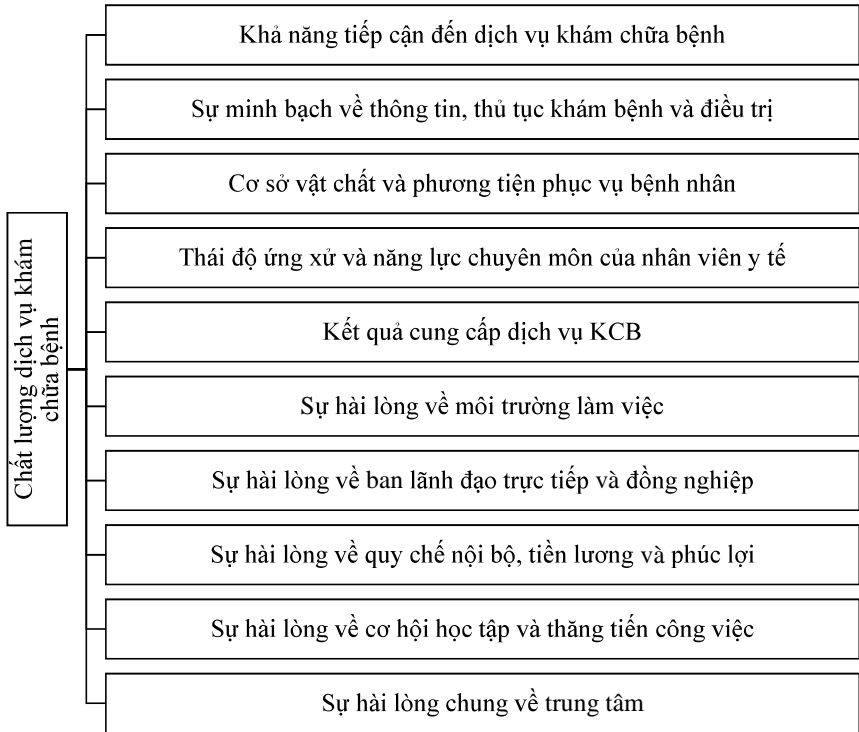 Chất lượng dịch vụ khám
chữa bệnh
Khả năng tiếp cận đến dịch vụ khám chữa bệnh
Sự minh bạch về thông tin, thủ tục khám bệnh và điều trị
Cơ sở vật chất và phương tiện phục vụ bệnh nhân
Thái độ ứng xử và năng lực chuyên môn của nhân viên y tế
Kết quả cung cấp dịch vụ KCB
Sự hài lòng về môi trường làm việc
Sự hài lòng về ban lãnh đạo trực tiếp và đồng nghiệp
Sự hài lòng về quy chế nội bộ, tiền lương và phúc lợi
Sự hài lòng về cơ hội học tập và thăng tiến công việc
Sự hài lòng chung về trung tâm